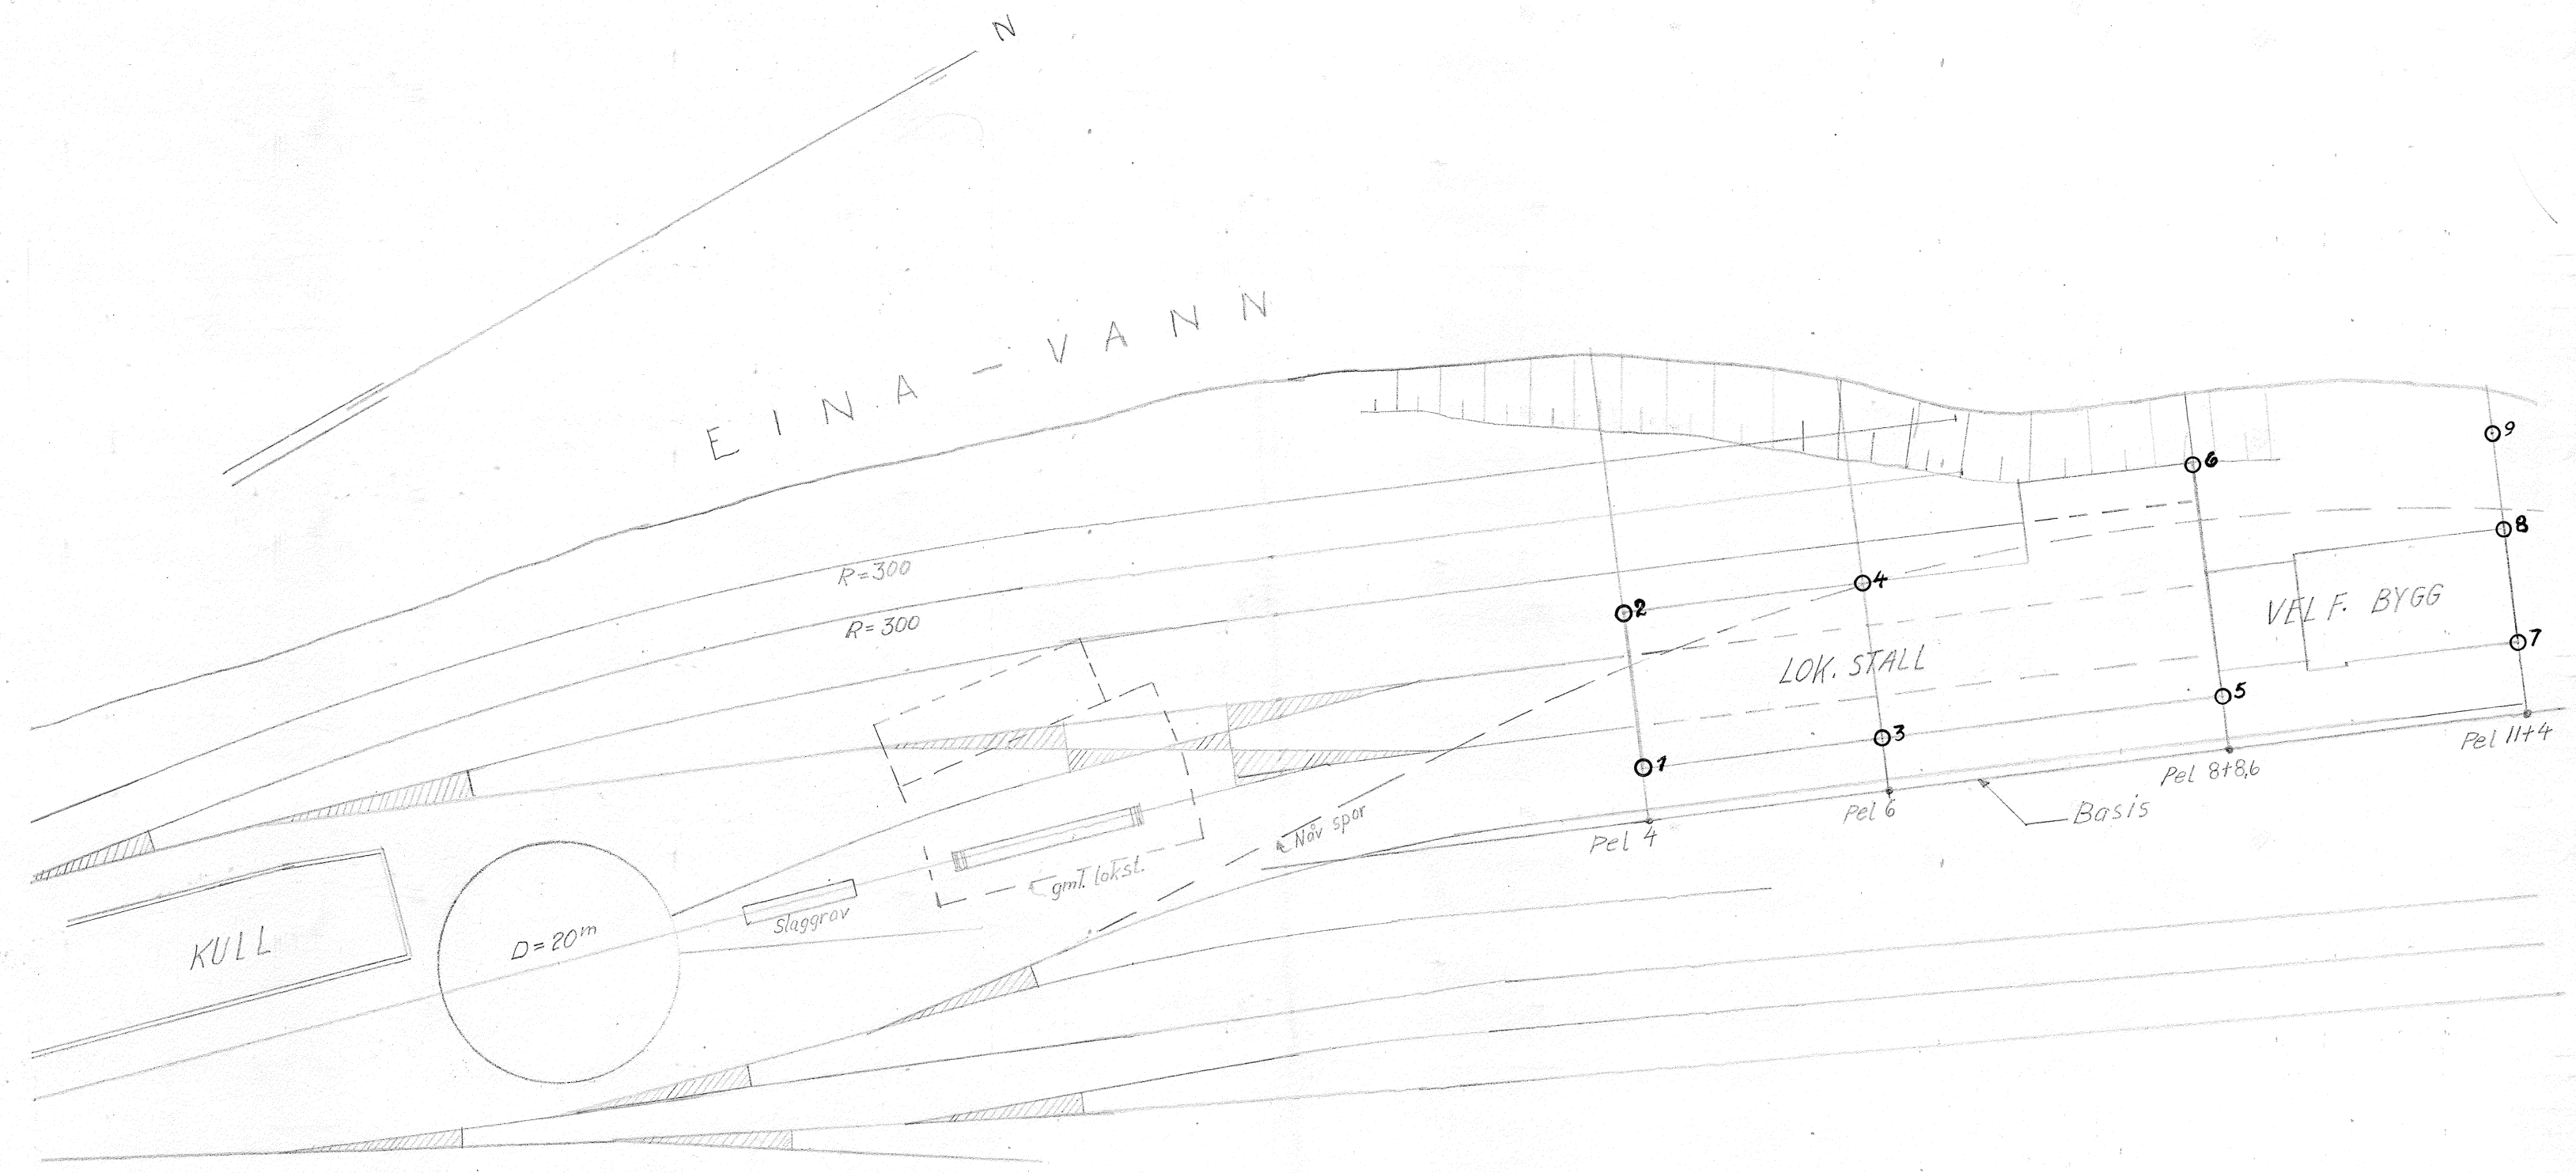 N
EINA-VANN
R=300
R=300
9
6
8
4
2
VELF. BYGG
7
LOK. STALL
5
3
1
Pel 11+4
Pel 8+8,6
Pel 6
Basis
Pel 4
Nåv spor
gml. lokst.
Slaggrav
D=20m
KULL